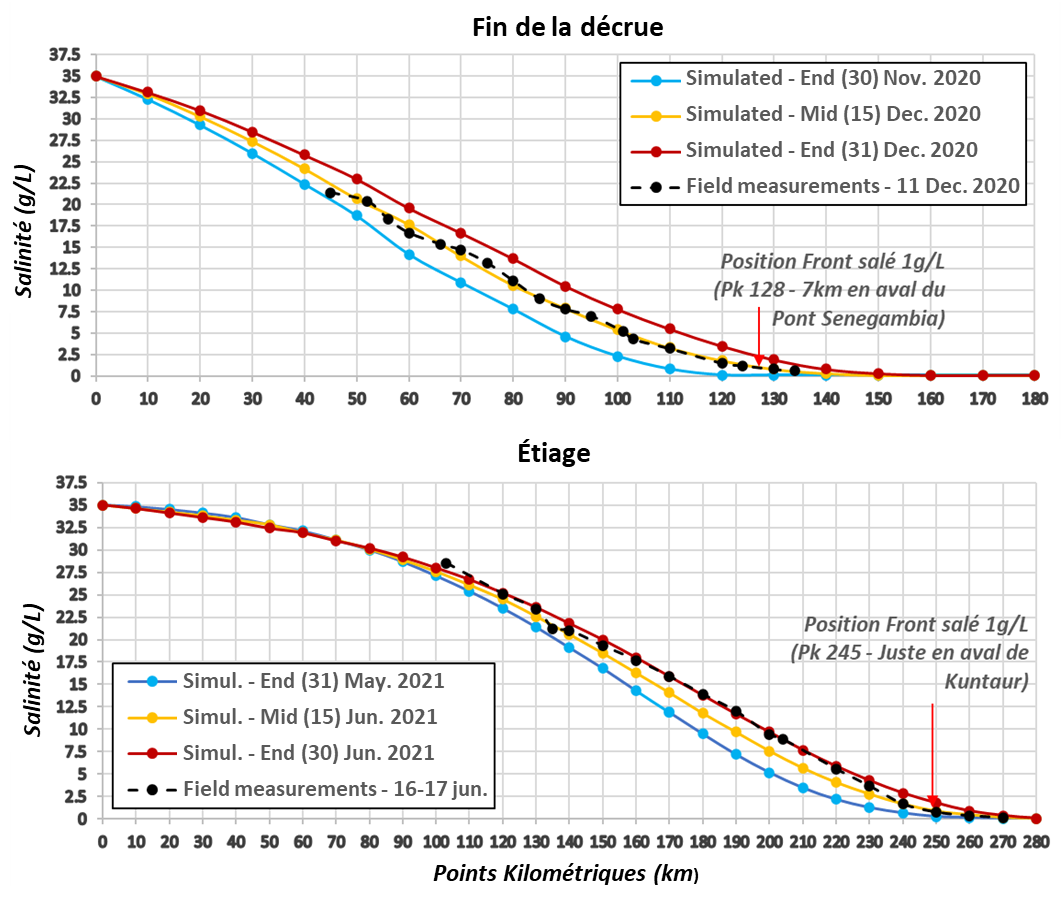 Fin de la décrue
37.5
35
32.5
30
27.5
25
22.5
20
17.5
15
12.5
10
7.5
5
2.5
0
Salinité (g/L)
Simulated - End (30) Nov. 2020
Simulated - Mid (15) Dec. 2020
Simulated - End (31) Dec. 2020
Field measurements - 11 Dec. 2020
Position Front salé 1g/L
(Pk 128 - 7km en aval du
Pont Senegambia)
0 10 20 30 40 50 60 70 80 90 100 110 120 130 140 150 160 170 180
Étiage
37.5
35
32.5
30
27.5
25
22.5
20
17.5
15
12.5
10
7.5
5
2.5
0
Salinité (g/L)
Position Front salé 1g/L
(Pk 245 - Juste en aval de
Kuntaur)
Simul. - End (31) May. 2021
Simul. - Mid (15) Jun. 2021
Simul. - End (30) Jun. 2021
Field measurements - 16-17 jun.
0 10 20 30 40 50 60 70 80 90 100 110 120 130 140 150 160 170 180 190 200 210 220 230 240 250 260 270 280
Points Kilométriques (km)